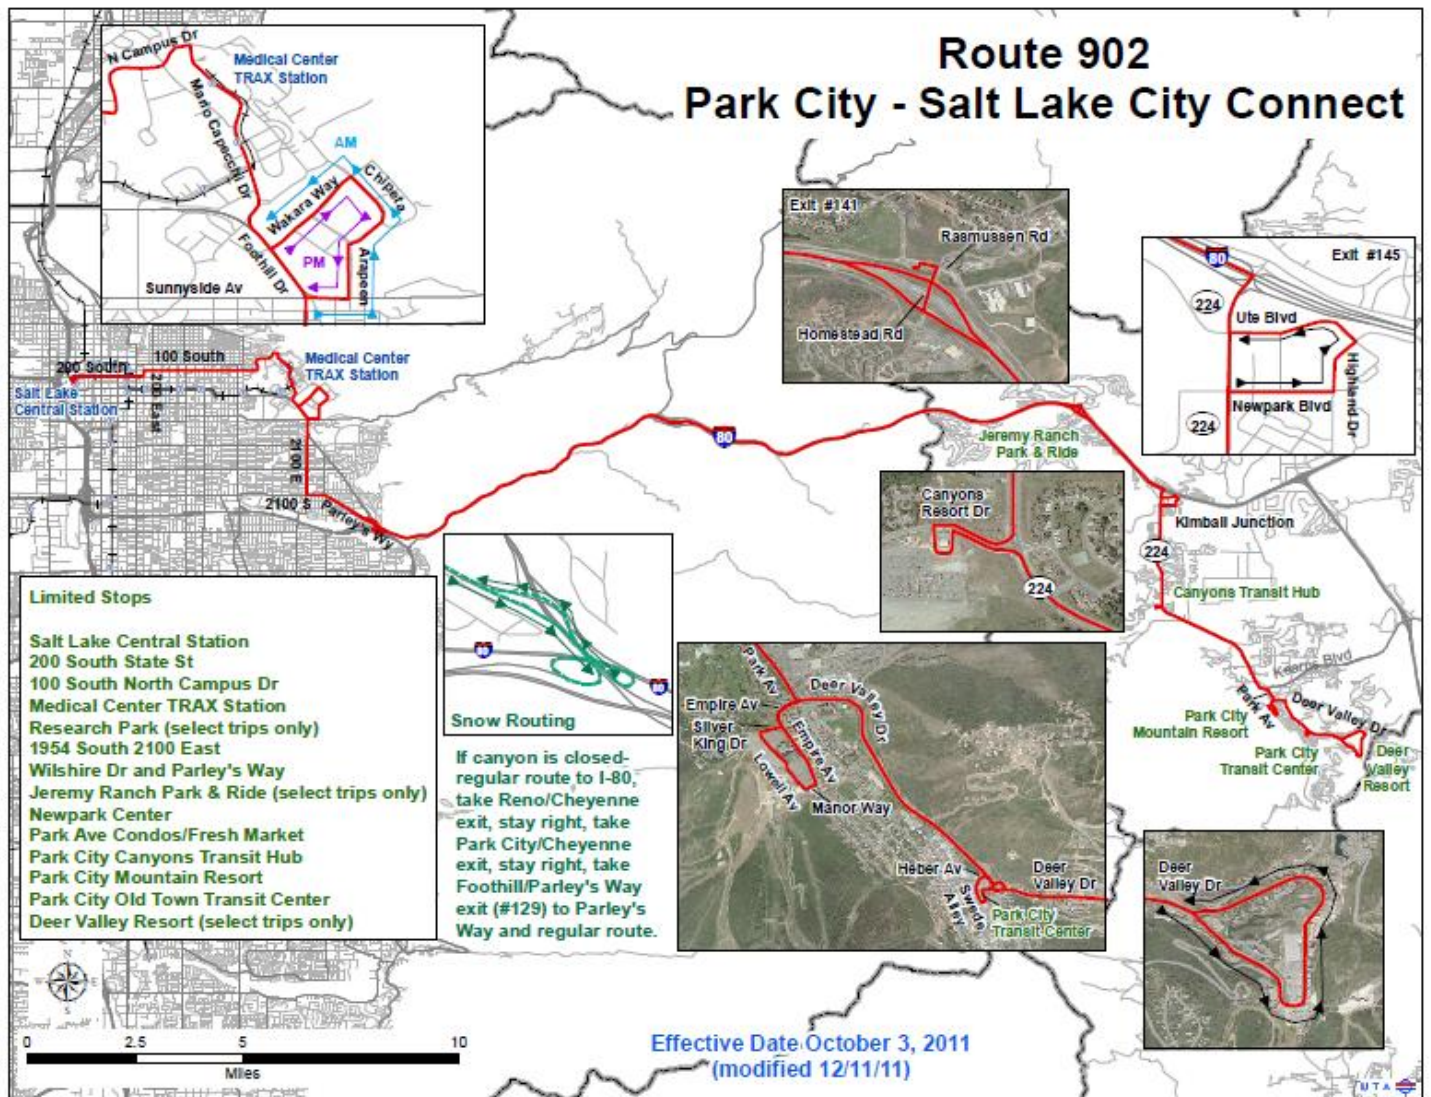 Route 902
Park City - Salt Lake City Connect
N Campus Dr
Medical Center
TRAX Station
Mario Capecchi Dr
AM
Chipeta
Wakara Way
Foothill Dr
PM
Arapeen
Sunnyside Av
Exit #141
Rasmussen Rd
Homestead Rd
80
Exit #145
224
Ute Blvd
Highland Dr
Newpark Blvd
224
200 South
100 South
200 East
Medical Center
TRAX Station
Salt Lake
Central Station
2100 E
2100 S
Parley's Wy
80
Jeremy Ranch
Park & Ride
Kimball Junction
224
Canyons Transit Hub
Kearns Blvd
Park Av
Deer Valley Dr
Park City
Mountain Resort
Park City
Transit Center
Deer
Valley
Resort
Canyons
Resort Dr
224
Limited Stops
Salt Lake Central Station
200 South State St
100 South North Campus Dr
Medical Center TRAX Station
Research Park (select trips only)
1954 South 2100 East
Wilshire Dr and Parley's Way
Jeremy Ranch Park & Ride (select trips only)
Newpark Center
Park Ave Condos/Fresh Market
Park City Canyons Transit Hub
Park City Mountain Resort
Park City Old Town Transit Center
Deer Valley Resort (select trips only)
80
80
Snow Routing
If canyon is closed-
regular route to I-80,
take Reno/Cheyenne
exit, stay right, take
Park City/Cheyenne
exit, stay right, take
Foothill/Parley's Way
exit (#129) to Parley's
Way and regular route.
Park Av
Deer Valley Dr
Empire Av
Silver
King Dr
Empire Av
Lowell Av
Manor Way
Heber Av
Deer
Valley Dr
Swede
Alley
Park City
Transit Center
Deer
Valley Dr
N
W
E
S
0
2.5
5
10
Miles
Effective Date October 3, 2011
(modified 12/11/11)
UTA